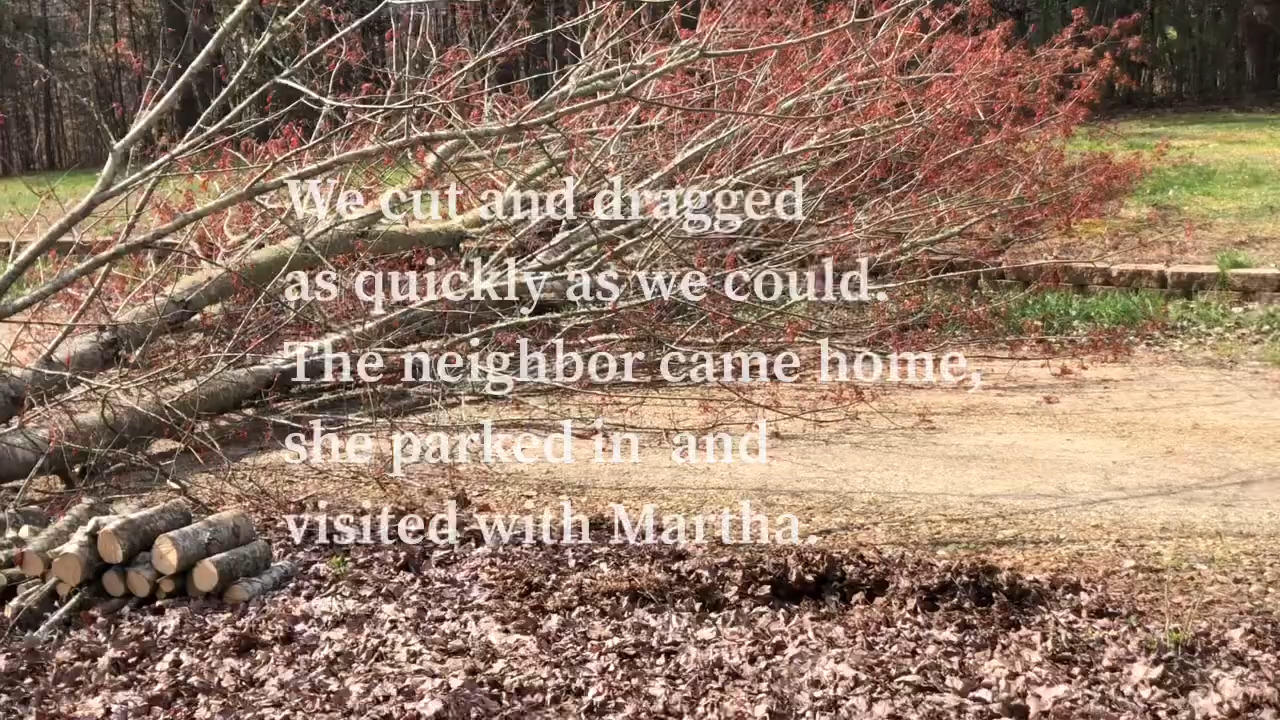 We cut and dragged
as quickly as we could.
The neighbor came home,
she parked in  and
visited with Martha.